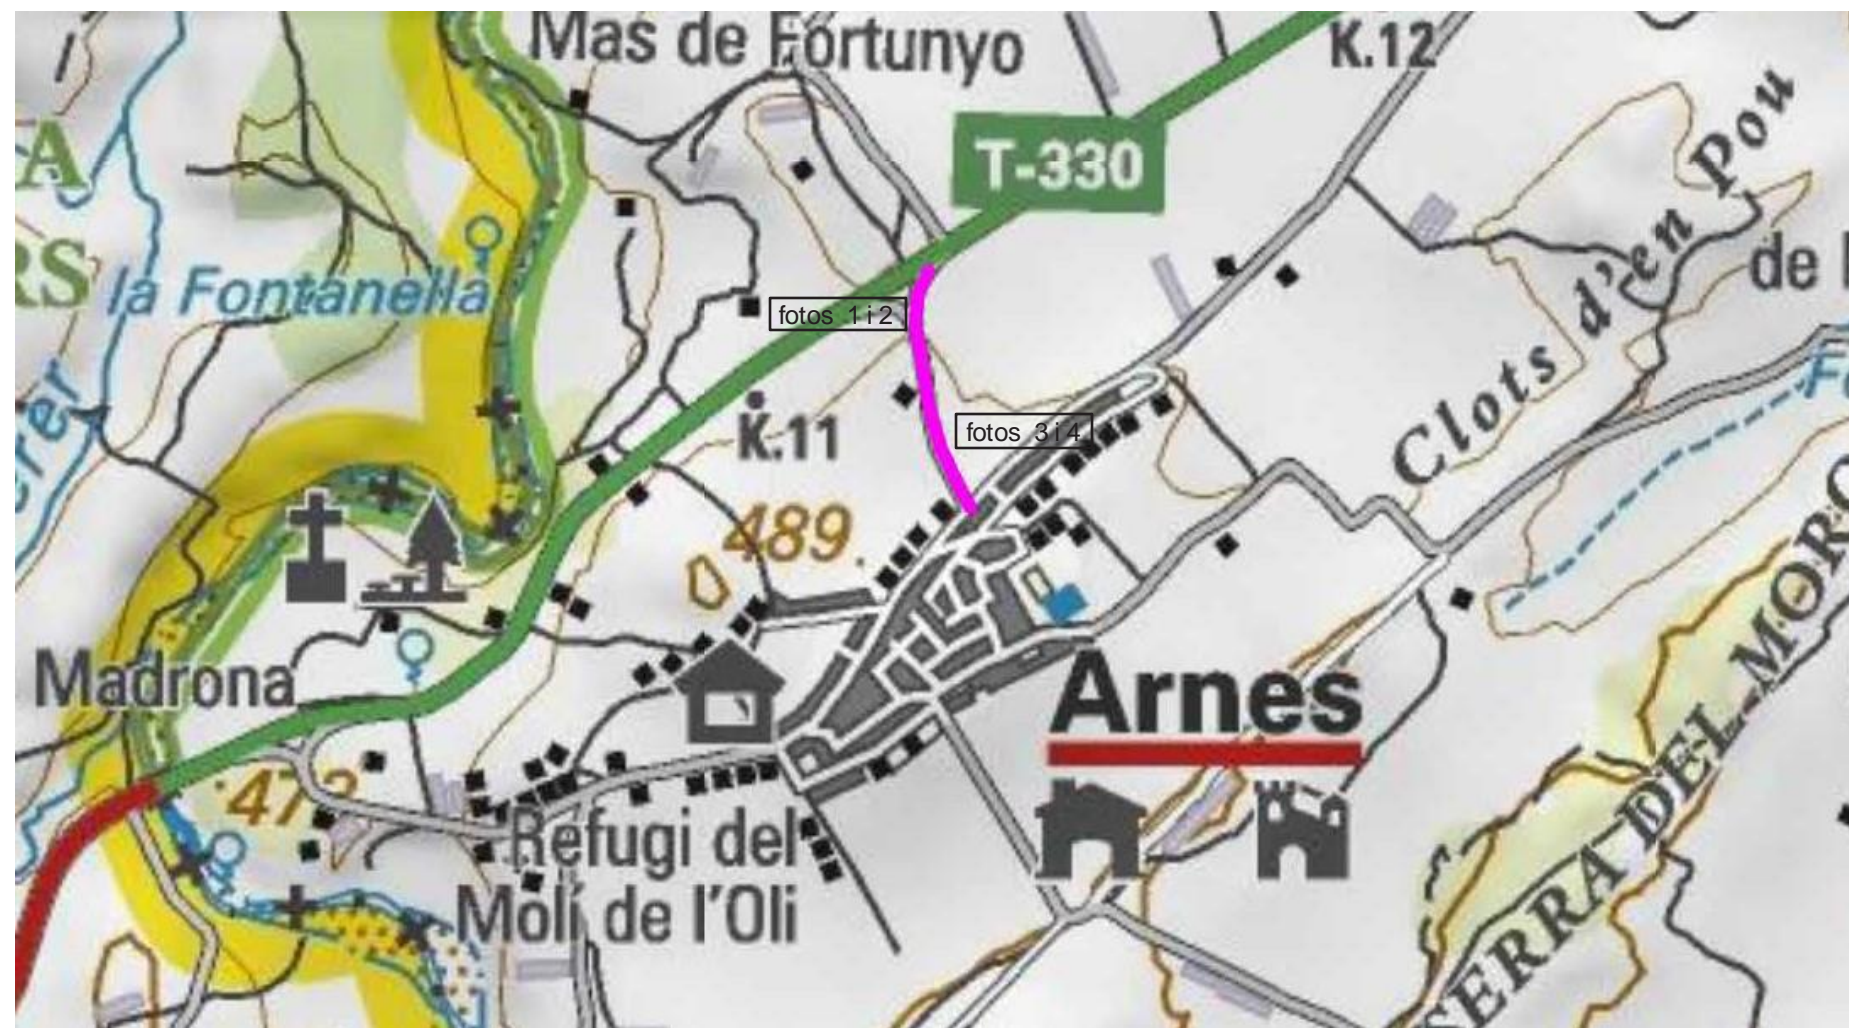 Mas de Fortunyo
K.12
T-330
Clots d'en Pou
A
RS
la Fontanella
de
fotos 1 i 2
K.11
fotos 3 i 4
489
Madrona
Arnes
473
Refugi del
Molí de l'Oli
SERRA DEL MORO